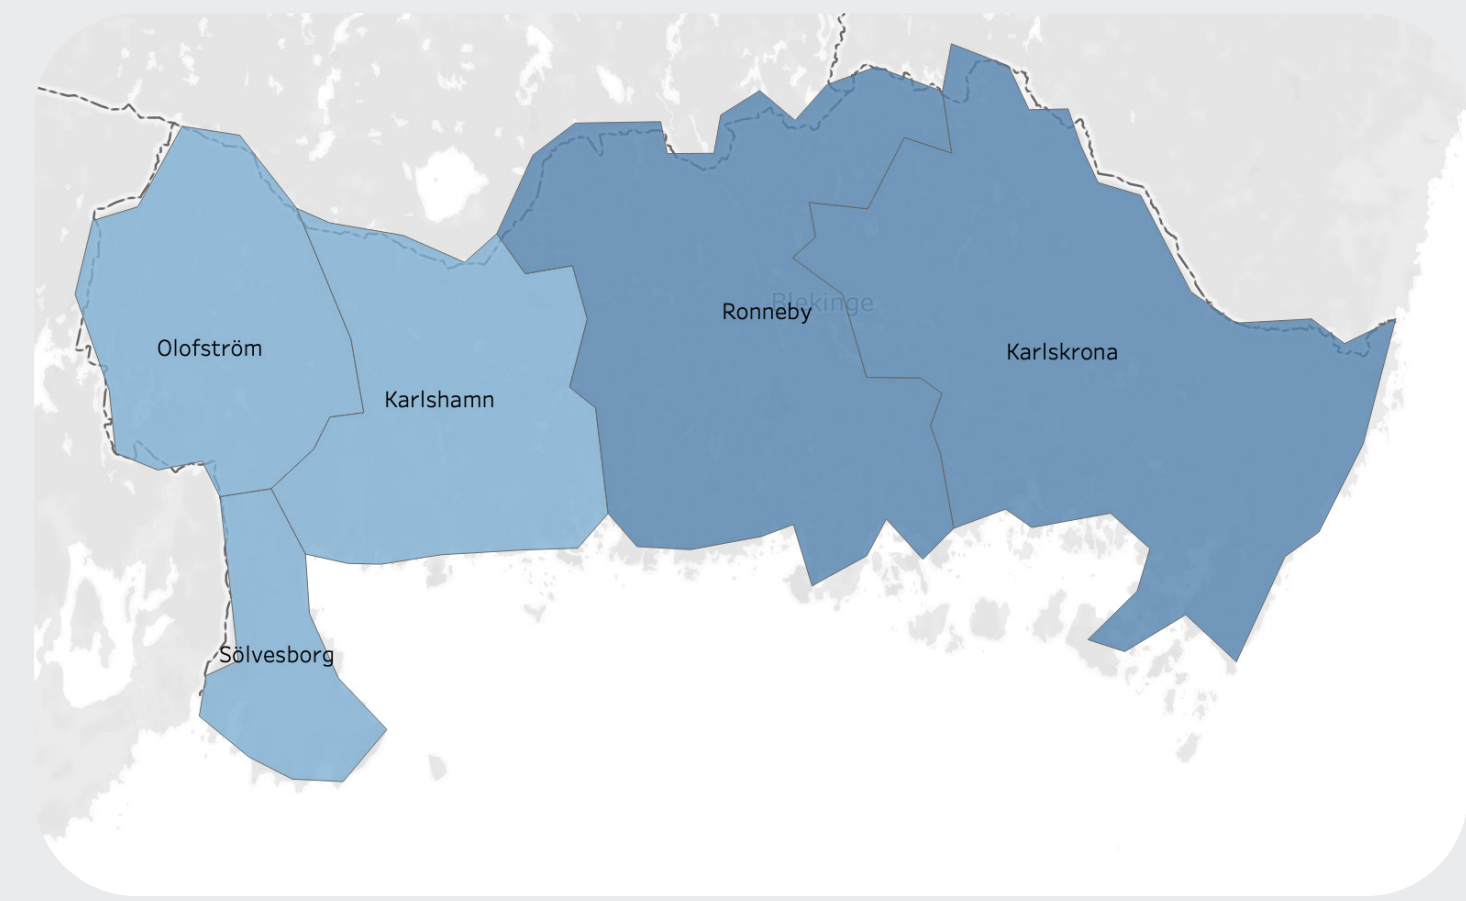 Blekinge
Ronneby
Olofström
Karlskrona
Karlshamn
Sölvesborg